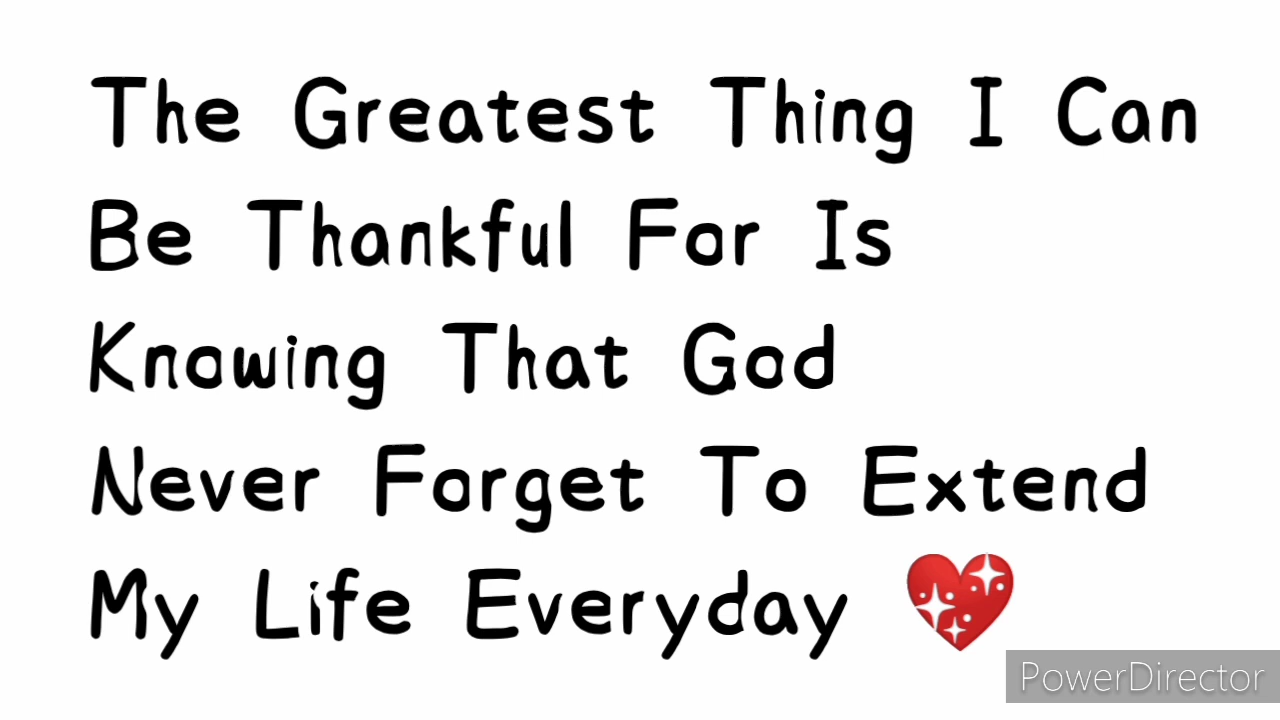 The Greatest Thing I Can
Be Thankful For Is
Knowing That God
Never Forget To Extend
My Life Everyday 💖
PowerDirector